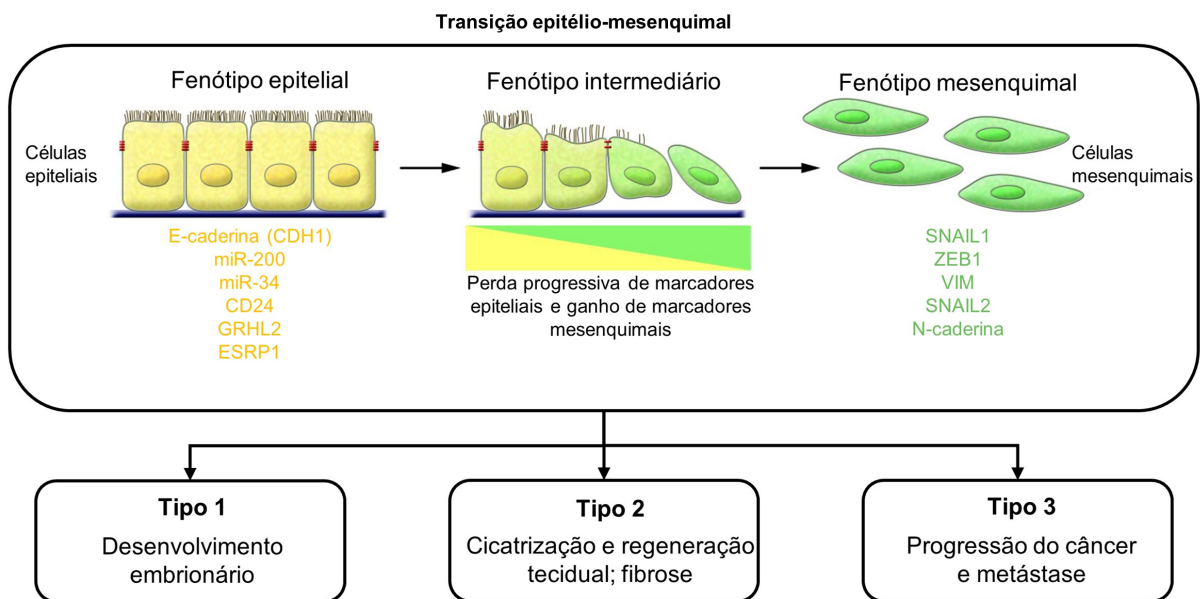 Transição epitélio-mesenquimal
Fenótipo epitelial
Fenótipo intermediário
Fenótipo mesenquimal
Células
epiteliais
Células
mesenquimais
E-caderina (CDH1)
miR-200
miR-34
CD24
GRHL2
ESRP1
Perda progressiva de marcadores
epiteliais e ganho de marcadores
mesenquimais
SNAIL1
ZEB1
VIM
SNAIL2
N-caderina
Tipo 1
Desenvolvimento
embrionário
Tipo 2
Cicatrização e regeneração
tecidual; fibrose
Tipo 3
Progressão do câncer
e metástase